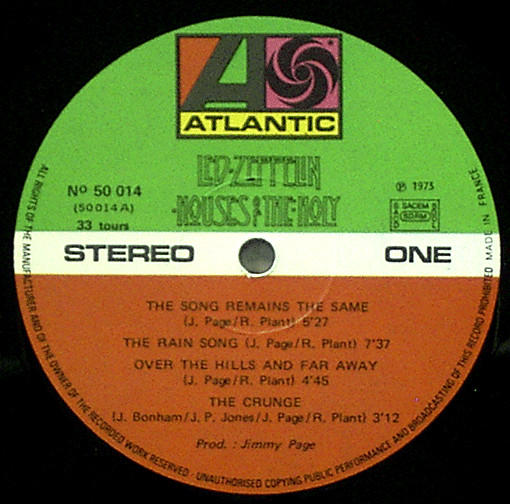 ATLANTIC
LED·ZEPPELIN
·HOUSES OF THE·HOLY
Nº 50 014
(50014A)
33 tours
℗ 1973
SACEM
SDRM
STEREO
ONE
THE SONG REMAINS THE SAME
(J. Page/R. Plant) 5'27
THE RAIN SONG (J. Page/R. Plant) 7'37
OVER THE HILLS AND FAR AWAY
(J. Page/R. Plant) 4'45
THE CRUNGE
(J. Bonham/J. P. Jones/J. Page/R. Plant) 3'12
Prod. : Jimmy Page
ALL RIGHTS OF THE MANUFACTURER AND OF THE OWNER OF THE RECORDED WORK RESERVED - UNAUTHORISED COPYING PUBLIC PERFORMANCE AND BROADCASTING OF THIS RECORD PROHIBITED MADE IN FRANCE